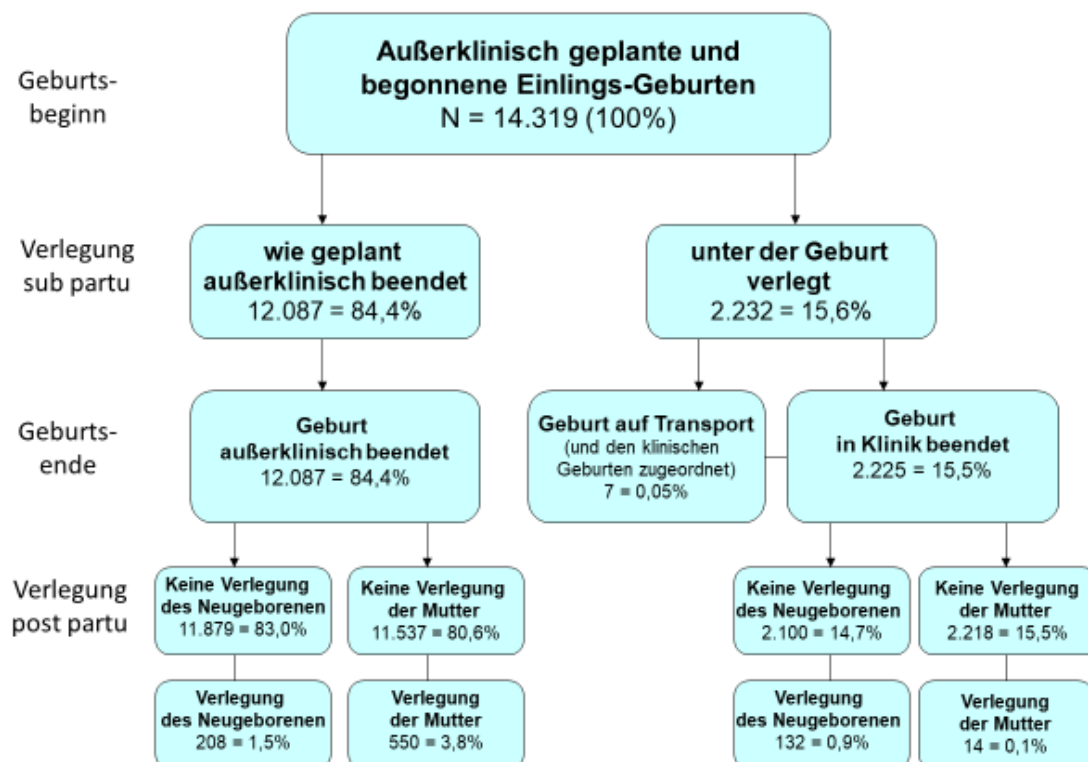 Geburts-
beginn
Außerklinisch geplante und
begonnene Einlings-Geburten
N = 14.319 (100%)
Verlegung
sub partu
wie geplant
außerklinisch beendet
12.087 = 84,4%
unter der Geburt
verlegt
2.232 = 15,6%
Geburts-
ende
Geburt
außerklinisch beendet
12.087 = 84,4%
Geburt auf Transport
(und den klinischen
Geburten zugeordnet)
7 = 0,05%
Geburt
in Klinik beendet
2.225 = 15,5%
Verlegung
post partu
Keine Verlegung
des Neugeborenen
11.879 = 83,0%
Keine Verlegung
der Mutter
11.537 = 80,6%
Keine Verlegung
des Neugeborenen
2.100 = 14,7%
Keine Verlegung
der Mutter
2.218 = 15,5%
Verlegung
des Neugeborenen
208 = 1,5%
Verlegung
der Mutter
550 = 3,8%
Verlegung
des Neugeborenen
132 = 0,9%
Verlegung
der Mutter
14 = 0,1%